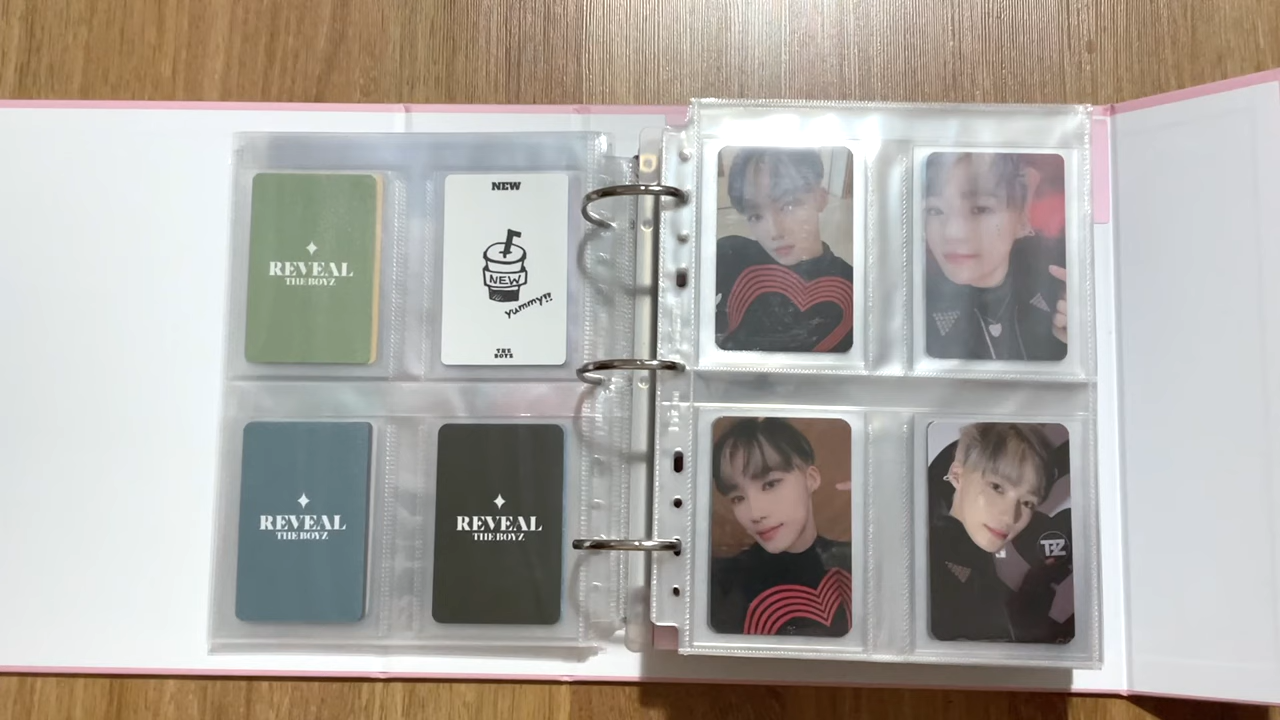 REVEAL
THE BOYZ
NEW
NEW
yummy!!
THE
BOYZ
REVEAL
THE BOYZ
REVEAL
THE BOYZ
TBZ